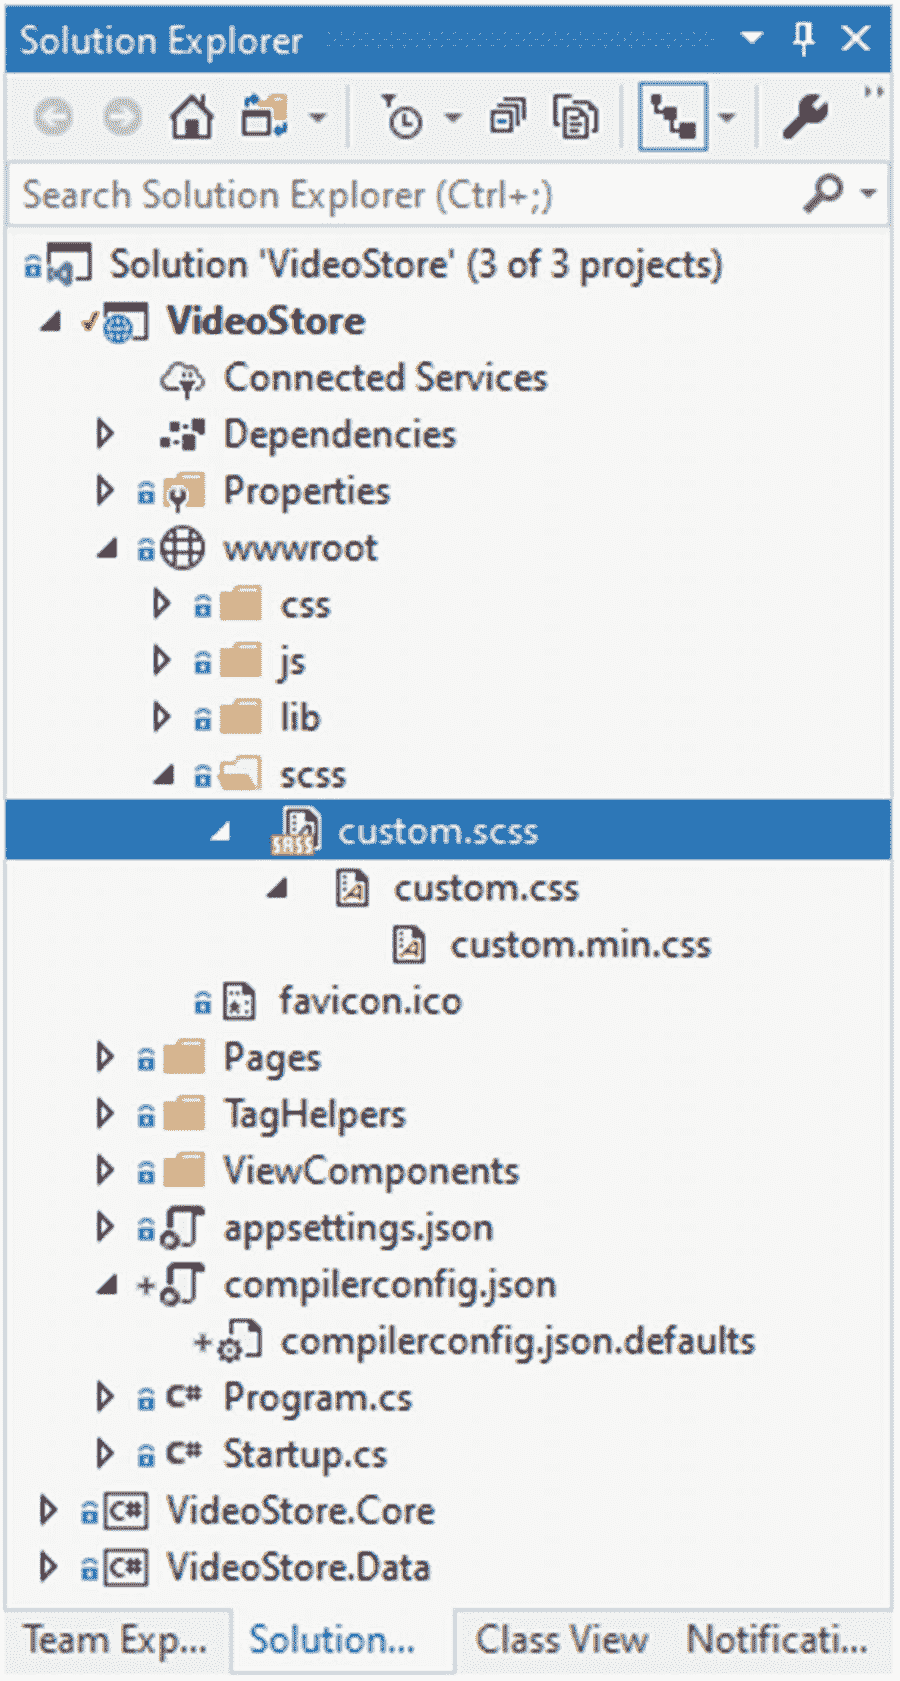 Solution Explorer
Search Solution Explorer (Ctrl+;)
Solution 'VideoStore' (3 of 3 projects)
VideoStore
Connected Services
Dependencies
Properties
wwwroot
css
js
lib
scss
SASS custom.scss
custom.css
custom.min.css
favicon.ico
Pages
TagHelpers
ViewComponents
appsettings.json
compilerconfig.json
compilerconfig.json.defaults
C# Program.cs
C# Startup.cs
C# VideoStore.Core
C# VideoStore.Data
Team Exp... Solution... Class View Notificati...